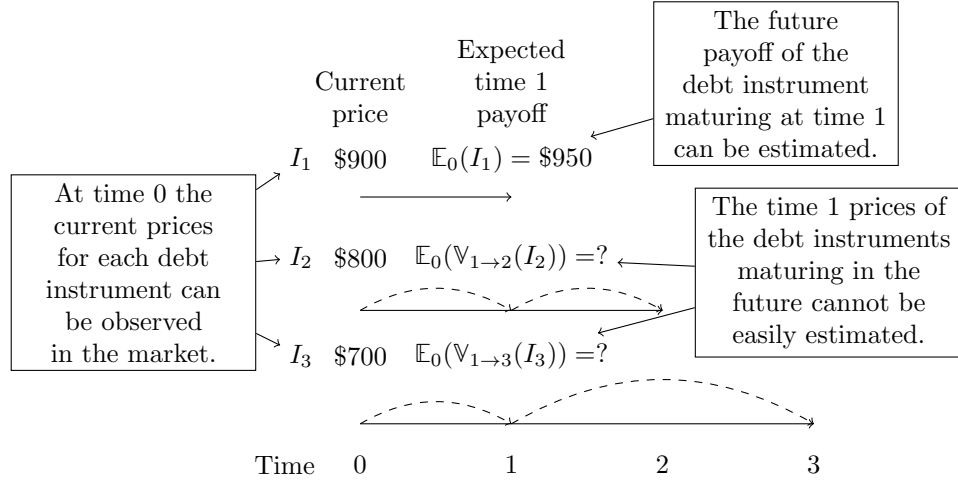 The future
payoff of the
debt instrument
maturing at time 1
can be estimated.
Current
price
Expected
time 1
payoff
I₁ $900 𝔼₀(I₁) = $950
At time 0 the
current prices
for each debt
instrument can
be observed
in the market.
I₂ $800 𝔼₀(𝕍₁→₂(I₂)) =?
The time 1 prices of
the debt instruments
maturing in the
future cannot be
easily estimated.
I₃ $700 𝔼₀(𝕍₁→₃(I₃)) =?
Time 0 1 2 3